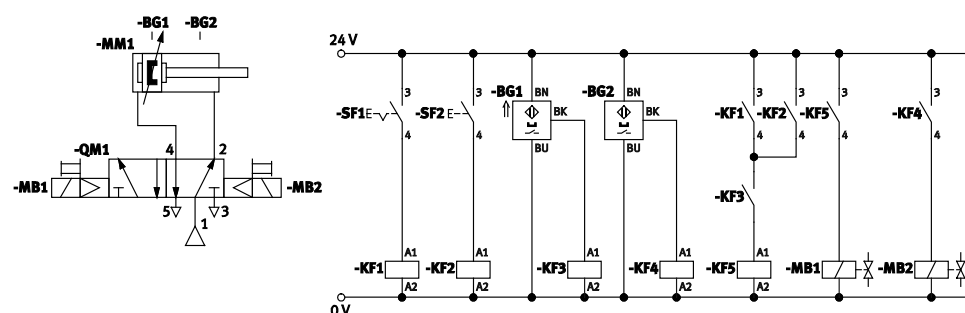 -BG1 -BG2
-MM1
-QM1 4 2
-MB1 -MB2
5 3
1
24 V
3 3 BN BN 3 3 3 3
-SF1 -SF2 -BG1 BK -BG2 BK -KF1 -KF2 -KF5 -KF4
4 4 BU BU 4 4 4 4
-KF3
A1 A1 A1 A1 A1
-KF1 -KF2 -KF3 -KF4 -KF5 -MB1 -MB2
A2 A2 A2 A2 A2
0 V